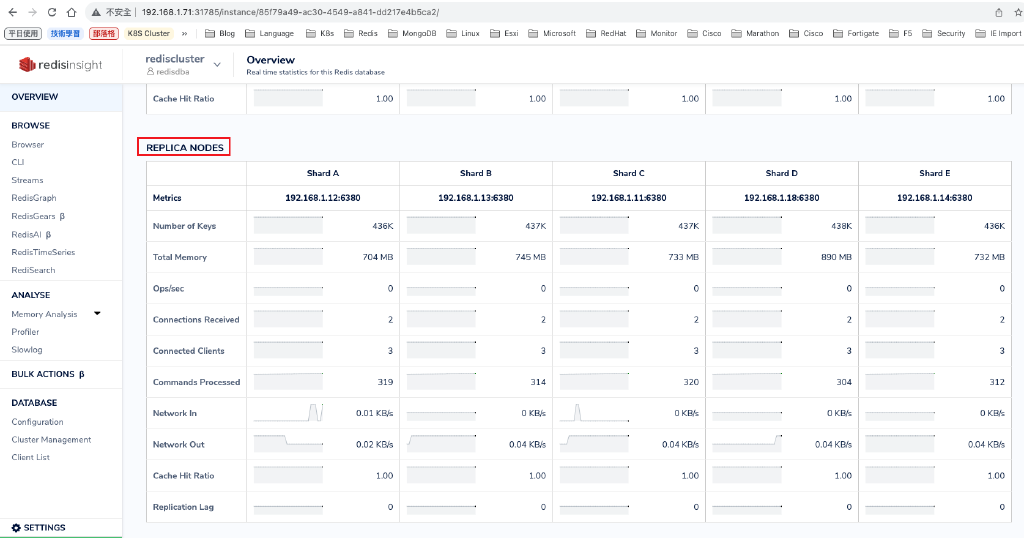 不安全 192.168.1.71:31785/instance/85f79a49-ac30-4549-a841-dd217e4b5ca2/
平日使用 技術學習 部落格 K8S Cluster » Blog Language K8s Redis MongoDB Linux Esxi Microsoft RedHat Monitor Cisco Marathon Cisco Fortigate F5 Security IE Import
redisinsight
rediscluster
redisdba
Overview
Real time statistics for this Redis database
OVERVIEW
BROWSE
Browser
CLI
Streams
RedisGraph
RedisGears β
RedisAI β
RedisTimeSeries
RediSearch
ANALYSE
Memory Analysis
Profiler
Slowlog
BULK ACTIONS β
DATABASE
Configuration
Cluster Management
Client List
SETTINGS
Cache Hit Ratio 1.00 1.00 1.00 1.00 1.00
REPLICA NODES
Shard A Shard B Shard C Shard D Shard E
Metrics 192.168.1.12:6380 192.168.1.13:6380 192.168.1.11:6380 192.168.1.18:6380 192.168.1.14:6380
Number of Keys 436K 437K 437K 438K 436K
Total Memory 704 MB 745 MB 733 MB 890 MB 732 MB
Ops/sec 0 0 0 0 0
Connections Received 2 2 2 2 2
Connected Clients 3 3 3 3 3
Commands Processed 319 314 320 304 312
Network In 0.01 KB/s 0 KB/s 0 KB/s 0 KB/s 0 KB/s
Network Out 0.02 KB/s 0.04 KB/s 0.04 KB/s 0.04 KB/s 0.04 KB/s
Cache Hit Ratio 1.00 1.00 1.00 1.00 1.00
Replication Lag 0 0 0 0 0